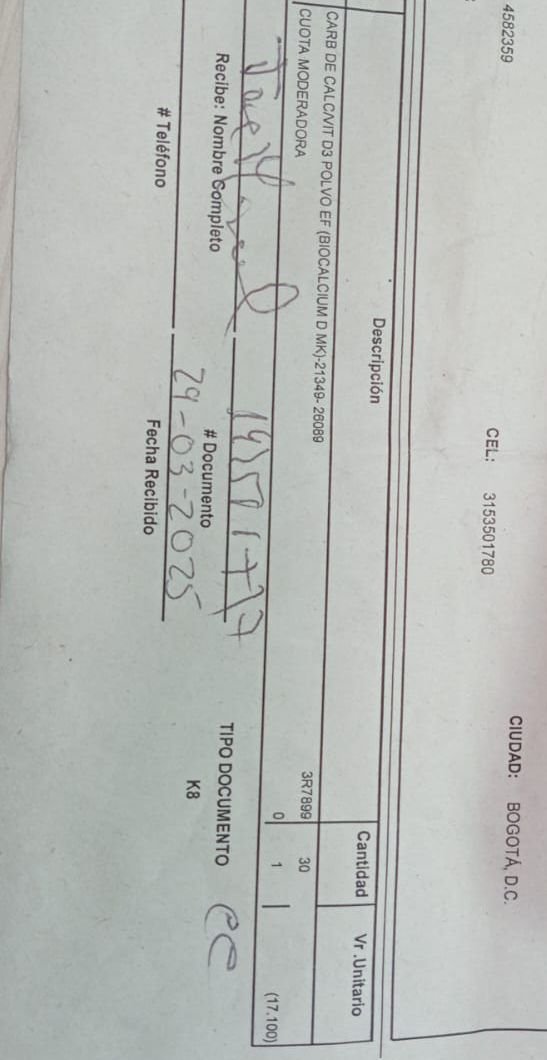 4582359 CEL: 3153501780 CIUDAD: BOGOTÁ, D.C.
Descripción Cantidad Vr .Unitario
CARB DE CALC/VIT D3 POLVO EF (BIOCALCIUM D MK)-21349- 26089 3R7899 30
CUOTA MODERADORA 0 1 (17.100)
Recibe: Nombre Completo # Documento TIPO DOCUMENTO CC
29-03-2025 K8
# Teléfono Fecha Recibido